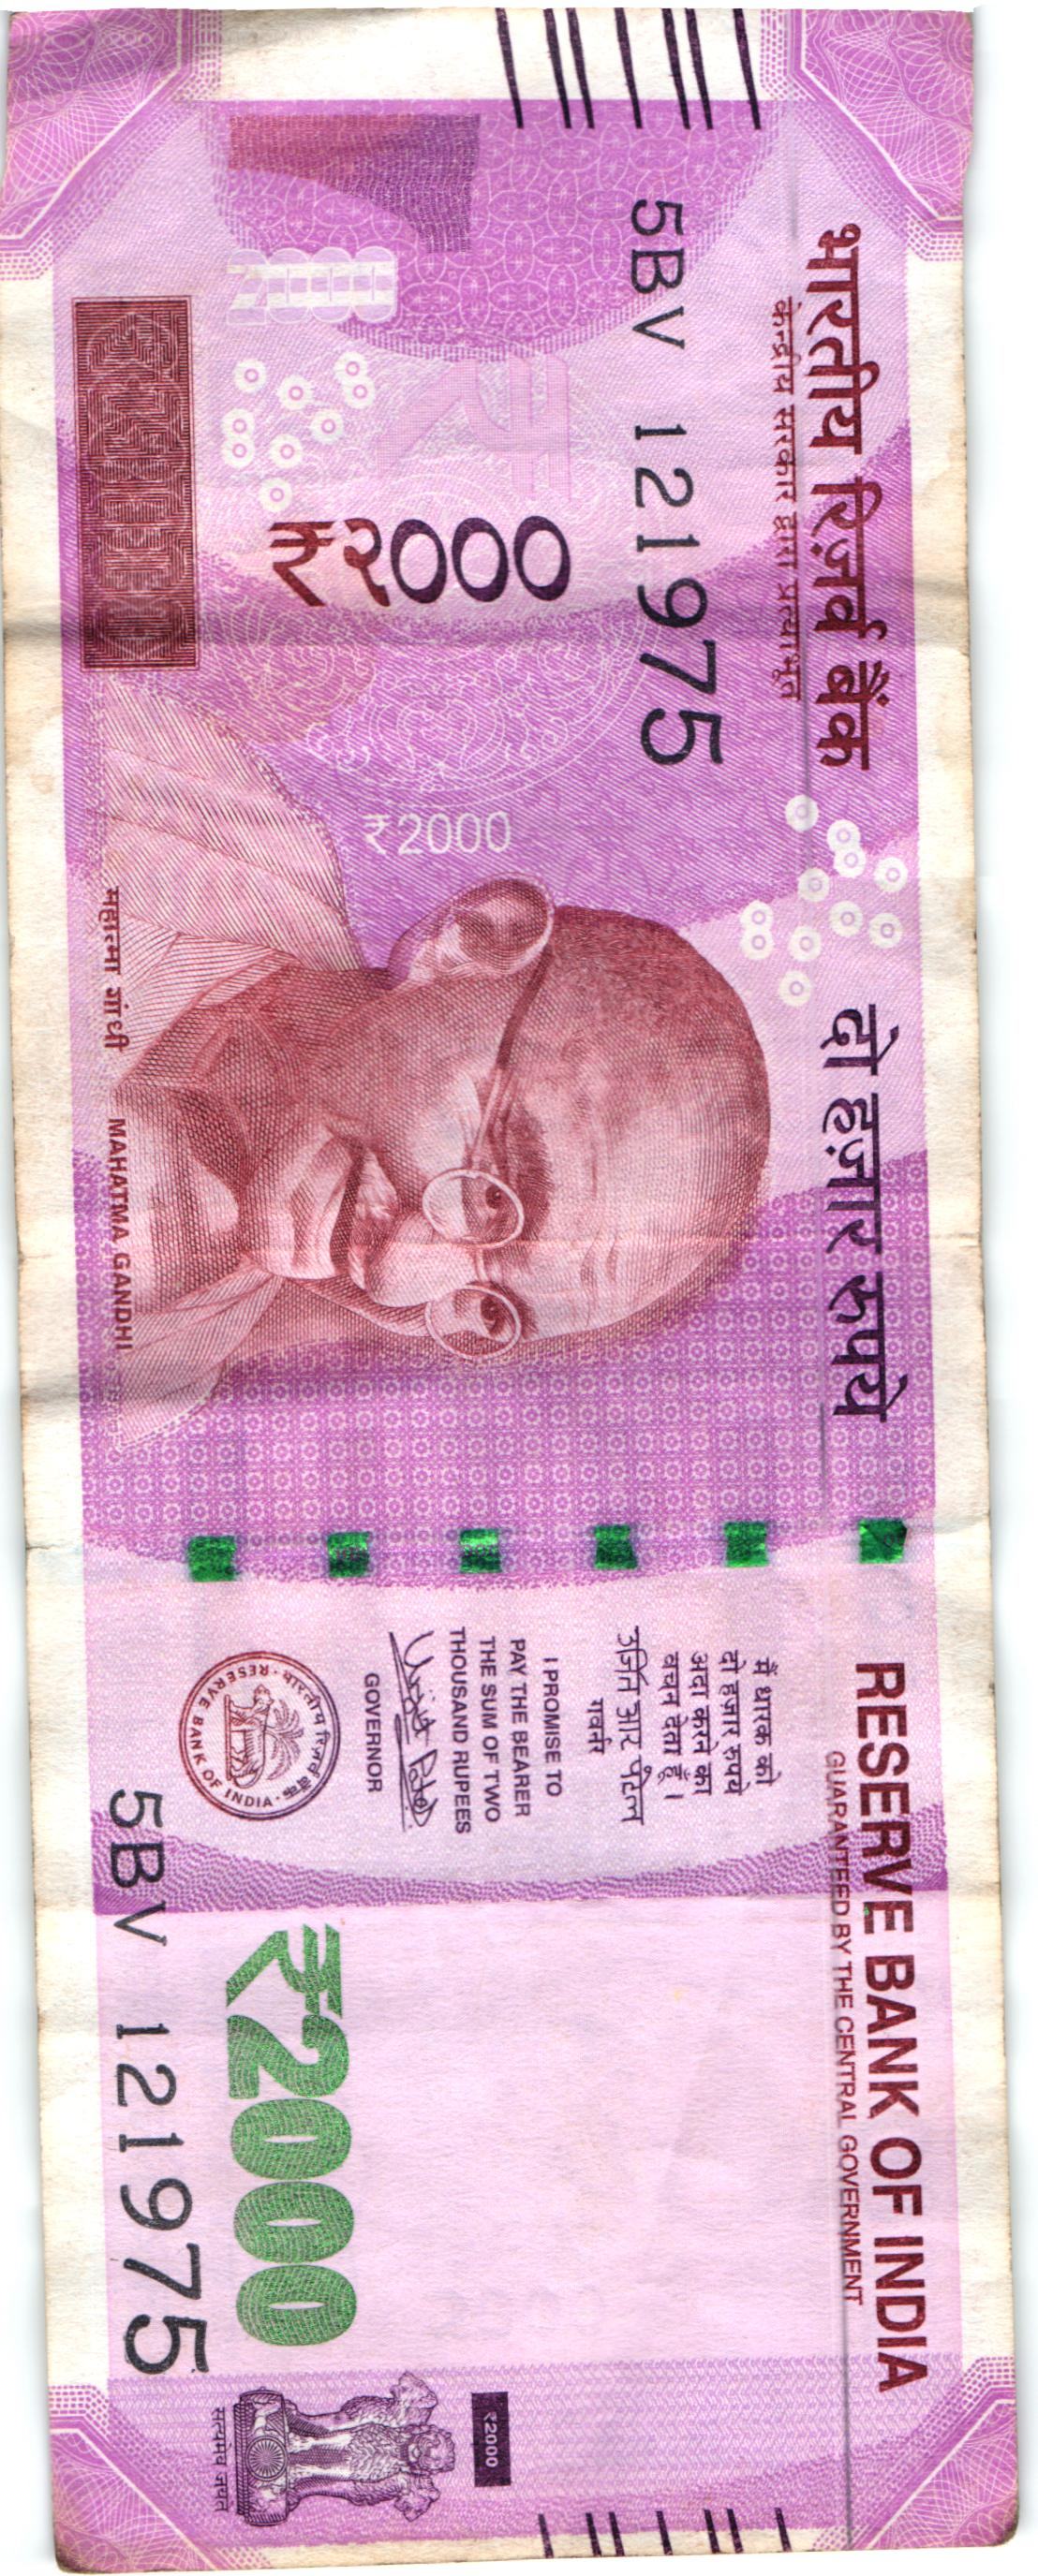 भारतीय रिज़र्व बैंक
केन्द्रीय सरकार द्वारा प्रत्याभूत
दो हज़ार रुपये
RESERVE BANK OF INDIA
GUARANTEED BY THE CENTRAL GOVERNMENT
5BV 121975
₹२०००
₹2000
मैं धारक को
दो हज़ार रुपये
अदा करने का
वचन देता हूँ ।
उर्जित आर पटेल
गवर्नर
I PROMISE TO
PAY THE BEARER
THE SUM OF TWO
THOUSAND RUPEES
Urjit Patel
GOVERNOR
भारतीय रिज़र्व बैंक
RESERVE BANK OF INDIA
₹2000
₹2000
सत्यमेव जयते
5BV 121975
महात्मा गांधी MAHATMA GANDHI